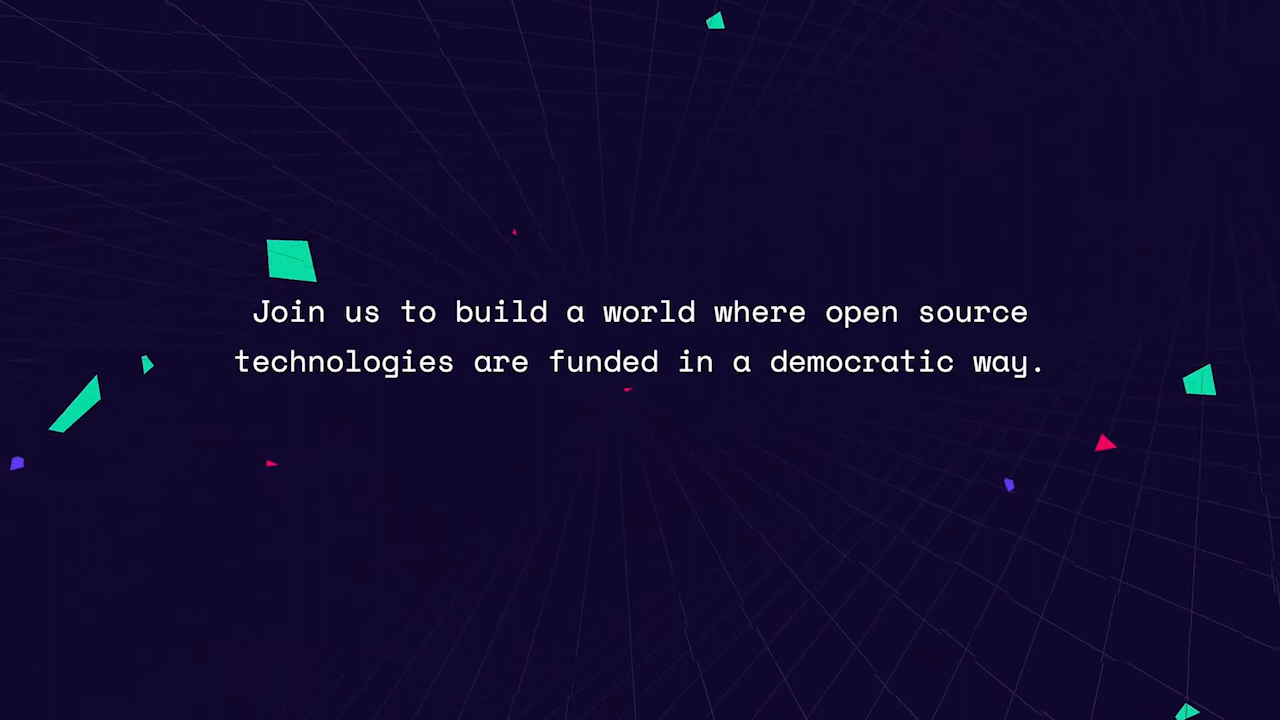 Join us to build a world where open source
technologies are funded in a democratic way.